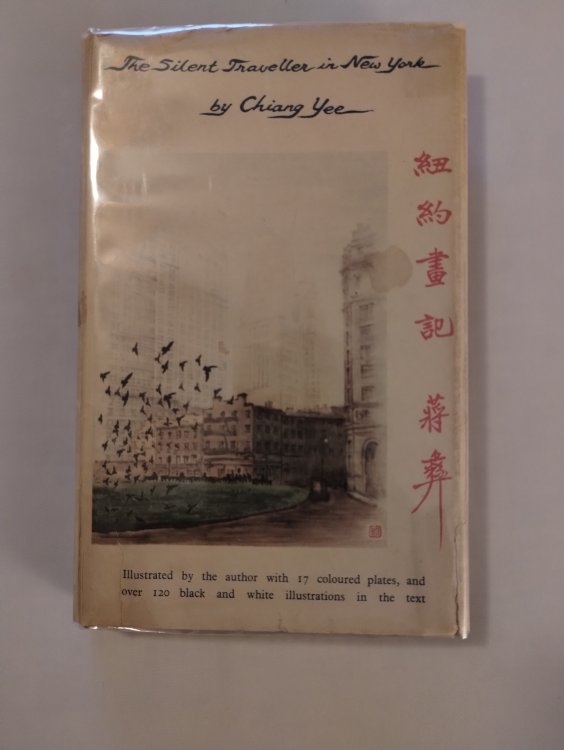 The Silent Traveller in New York
by Chiang Yee
紐約畫記 蔣彝
Illustrated by the author with 17 coloured plates, and
over 120 black and white illustrations in the text